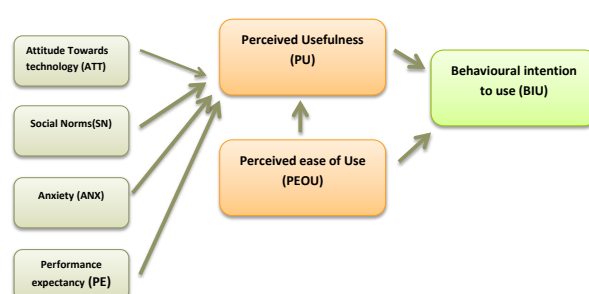 Attitude Towards
technology (ATT)
Social Norms(SN)
Anxiety (ANX)
Performance
expectancy (PE)
Perceived Usefulness
(PU)
Perceived ease of Use
(PEOU)
Behavioural intention
to use (BIU)